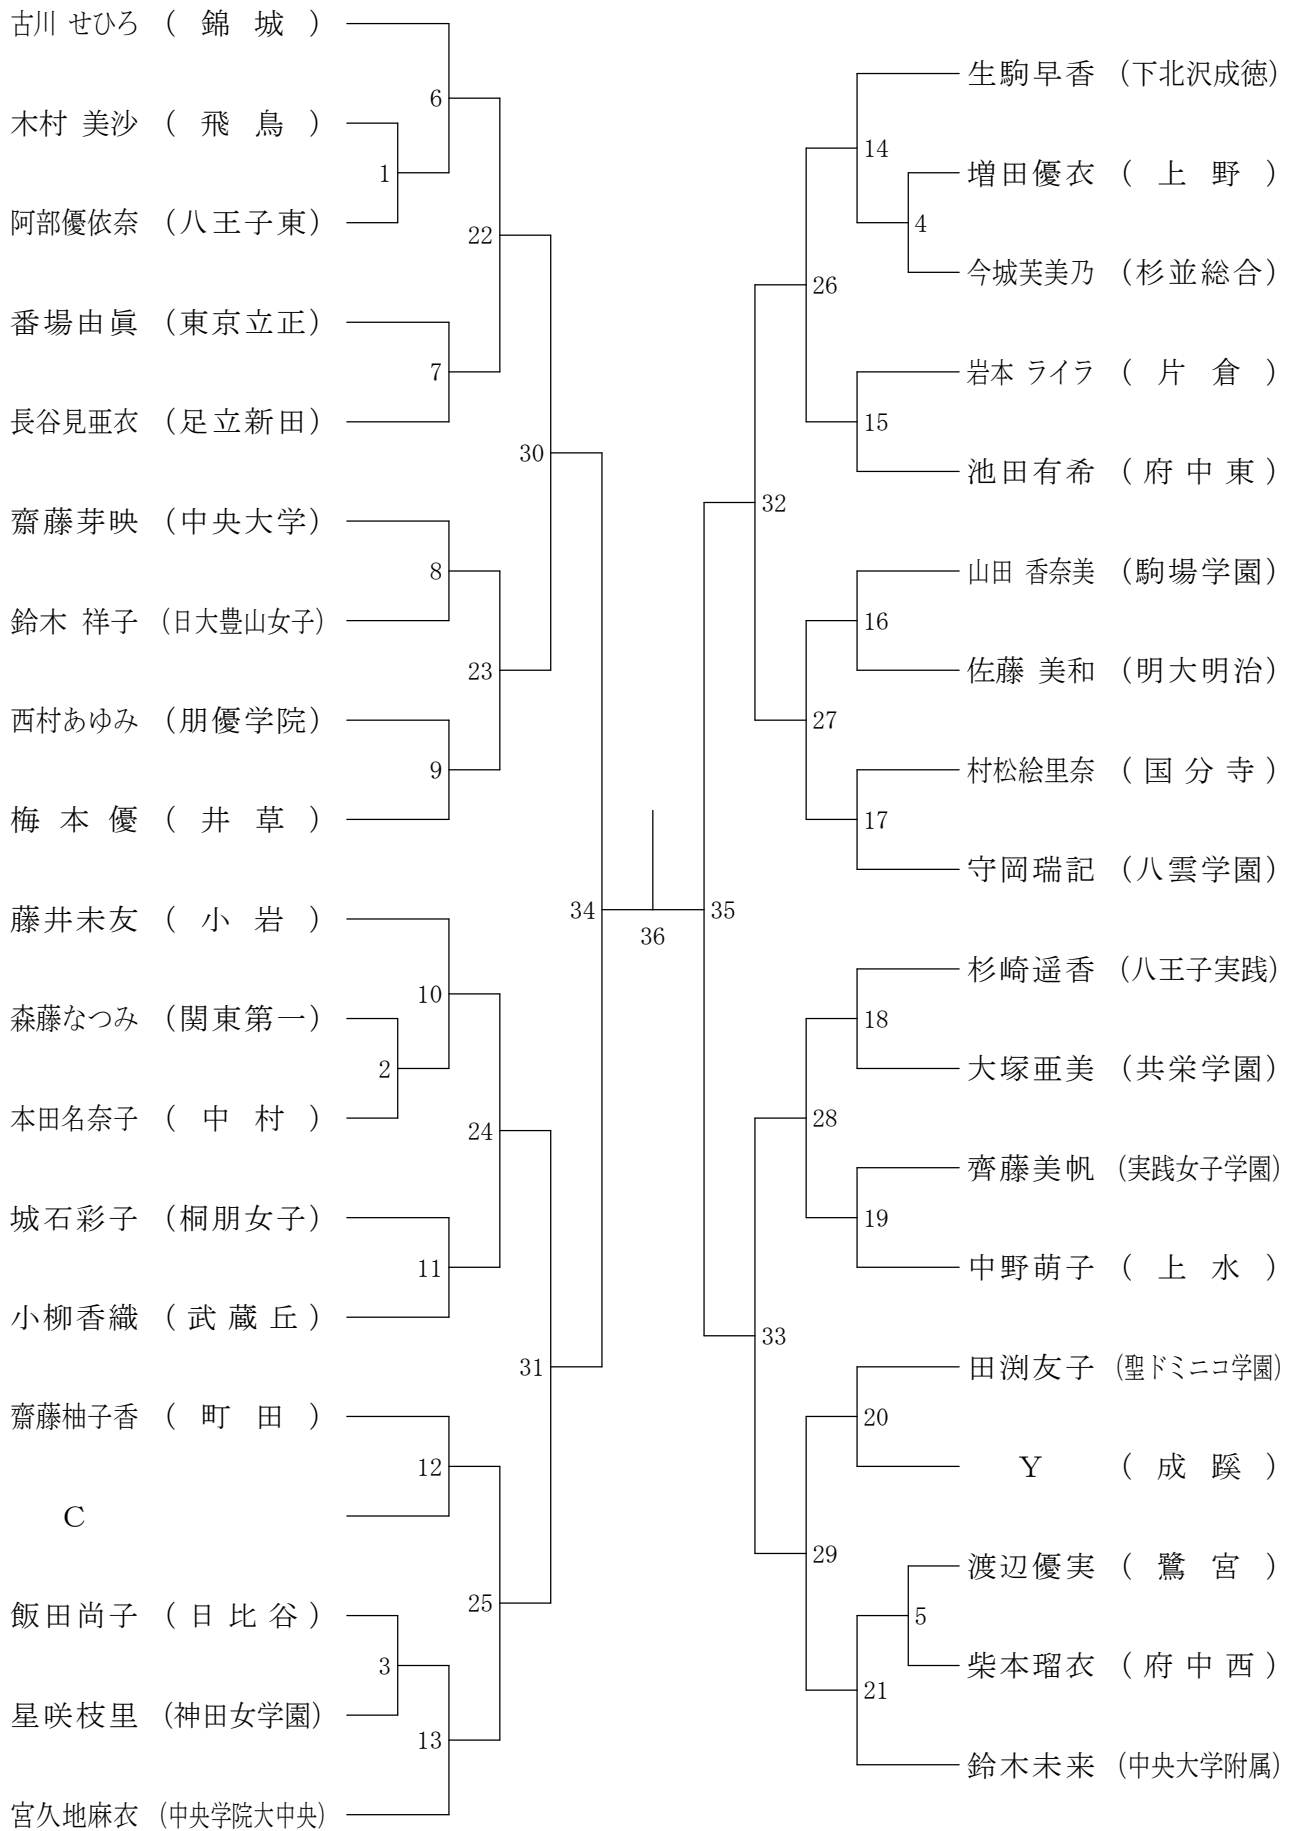 古川 せひろ （ 錦 城 ）
6
木村 美沙 （ 飛 鳥 ）
1
阿部優依奈 （八王子東）
22
番場由眞 （東京立正）
7
長谷見亜衣 （足立新田）
30
齋藤芽映 （中央大学）
8
鈴木 祥子 （日大豊山女子）
23
西村あゆみ （朋優学院）
9
梅 本 優 （ 井 草 ）
34
藤井未友 （ 小 岩 ）
10
森藤なつみ （関東第一）
2
本田名奈子 （ 中 村 ）
24
城石彩子 （桐朋女子）
11
小柳香織 （ 武 蔵 丘 ）
31
齋藤柚子香 （ 町 田 ）
12
C
25
飯田尚子 （ 日 比 谷 ）
3
星咲枝里 （神田女学園）
13
宮久地麻衣 （中央学院大中央）
36
生駒早香 （下北沢成徳）
14
増田優衣 （ 上 野 ）
4
今城芙美乃 （杉並総合）
26
岩本 ライラ （ 片 倉 ）
15
池田有希 （ 府 中 東 ）
32
山田 香奈美 （駒場学園）
16
佐藤 美和 （明大明治）
27
村松絵里奈 （ 国 分 寺 ）
17
守岡瑞記 （八雲学園）
35
杉崎遥香 （八王子実践）
18
大塚亜美 （共栄学園）
28
齊藤美帆 （実践女子学園）
19
中野萌子 （ 上 水 ）
33
田渕友子 （聖ドミニコ学園）
20
Y （ 成 蹊 ）
29
渡辺優実 （ 鷺 宮 ）
5
柴本瑠衣 （ 府 中 西 ）
21
鈴木未来 （中央大学附属）